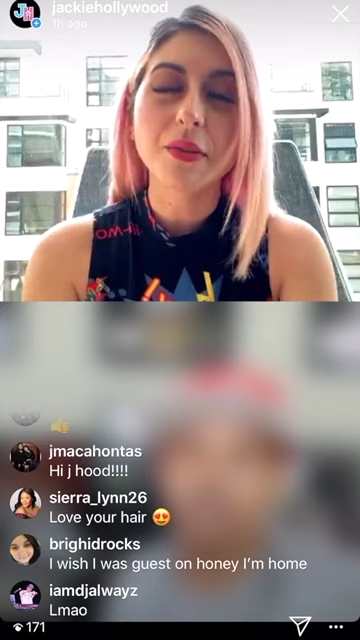 jackiehollywood
1h ago
jmacahontas
Hi j hood!!!!
sierra_lynn26
Love your hair 😍
brighidrocks
I wish I was guest on honey I'm home
iamdjalwayz
Lmao
171